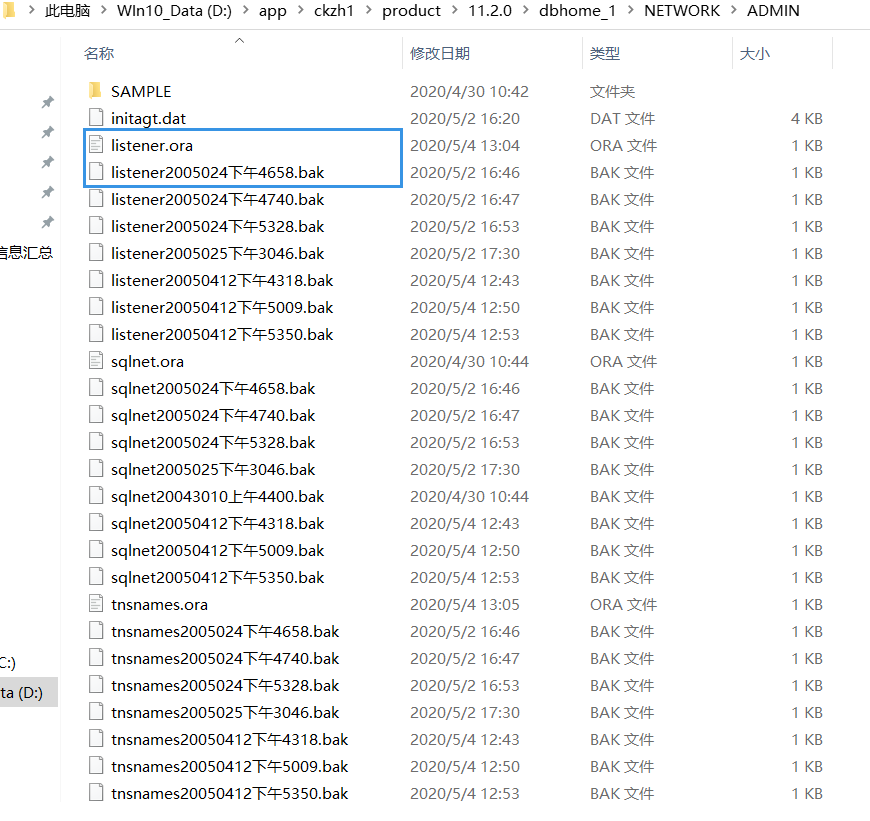 此电脑 > WIn10_Data (D:) > app > ckzh1 > product > 11.2.0 > dbhome_1 > NETWORK > ADMIN
名称 修改日期 类型 大小
SAMPLE 2020/4/30 10:42 文件夹
initagt.dat 2020/5/2 16:20 DAT 文件 4 KB
listener.ora 2020/5/4 13:04 ORA 文件 1 KB
listener2005024下午4658.bak 2020/5/2 16:46 BAK 文件 1 KB
listener2005024下午4740.bak 2020/5/2 16:47 BAK 文件 1 KB
listener2005024下午5328.bak 2020/5/2 16:53 BAK 文件 1 KB
信息汇总 listener2005025下午3046.bak 2020/5/2 17:30 BAK 文件 1 KB
listener20050412下午4318.bak 2020/5/4 12:43 BAK 文件 1 KB
listener20050412下午5009.bak 2020/5/4 12:50 BAK 文件 1 KB
listener20050412下午5350.bak 2020/5/4 12:53 BAK 文件 1 KB
sqlnet.ora 2020/4/30 10:44 ORA 文件 1 KB
sqlnet2005024下午4658.bak 2020/5/2 16:46 BAK 文件 1 KB
sqlnet2005024下午4740.bak 2020/5/2 16:47 BAK 文件 1 KB
sqlnet2005024下午5328.bak 2020/5/2 16:53 BAK 文件 1 KB
sqlnet2005025下午3046.bak 2020/5/2 17:30 BAK 文件 1 KB
sqlnet20043010上午4400.bak 2020/4/30 10:44 BAK 文件 1 KB
sqlnet20050412下午4318.bak 2020/5/4 12:43 BAK 文件 1 KB
sqlnet20050412下午5009.bak 2020/5/4 12:50 BAK 文件 1 KB
sqlnet20050412下午5350.bak 2020/5/4 12:53 BAK 文件 1 KB
tnsnames.ora 2020/5/4 13:05 ORA 文件 1 KB
tnsnames2005024下午4658.bak 2020/5/2 16:46 BAK 文件 1 KB
C:) tnsnames2005024下午4740.bak 2020/5/2 16:47 BAK 文件 1 KB
ta (D:) tnsnames2005024下午5328.bak 2020/5/2 16:53 BAK 文件 1 KB
tnsnames2005025下午3046.bak 2020/5/2 17:30 BAK 文件 1 KB
tnsnames20050412下午4318.bak 2020/5/4 12:43 BAK 文件 1 KB
tnsnames20050412下午5009.bak 2020/5/4 12:50 BAK 文件 1 KB
tnsnames20050412下午5350.bak 2020/5/4 12:53 BAK 文件 1 KB